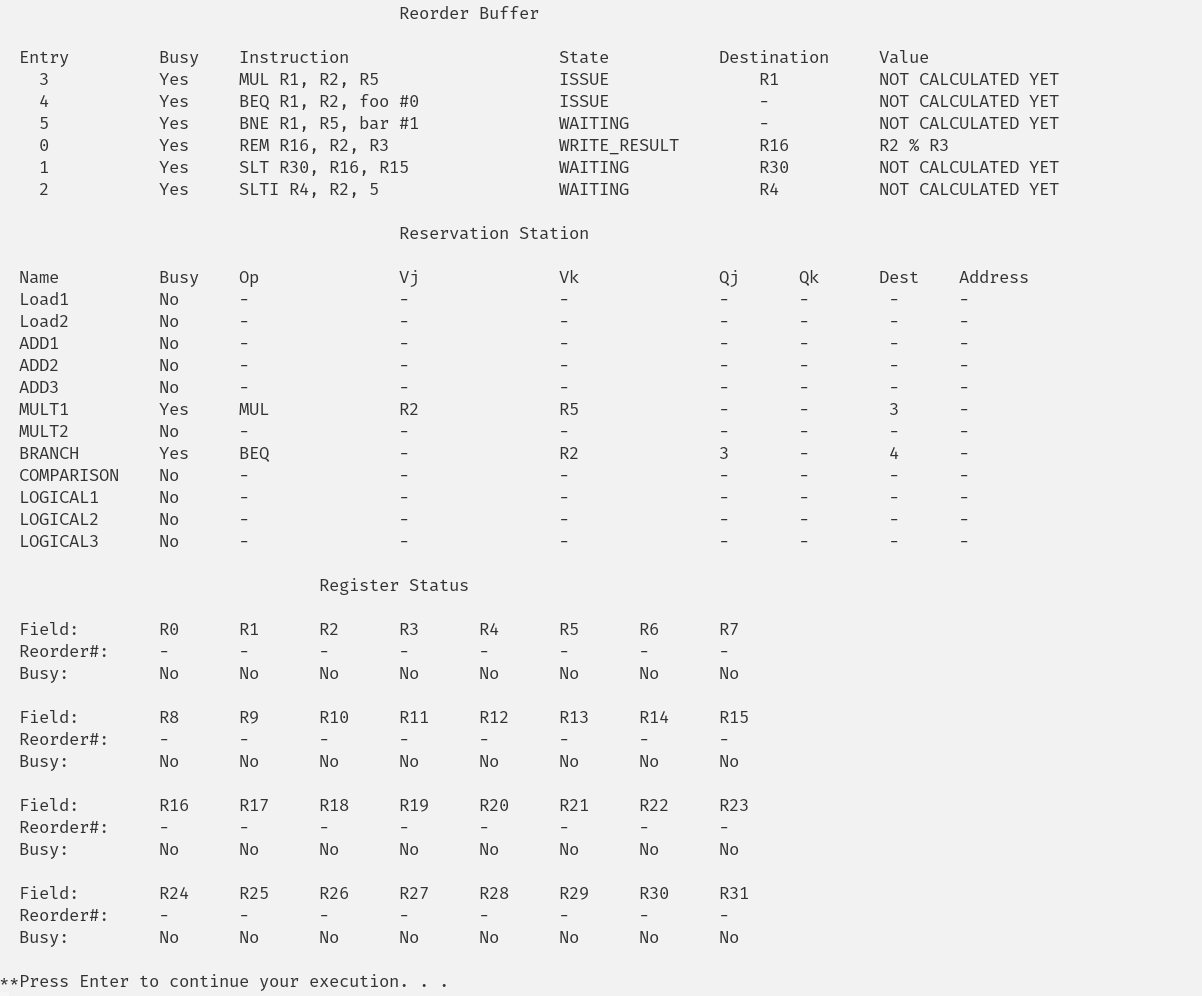 Reorder Buffer
Entry Busy Instruction State Destination Value
3 Yes MUL R1, R2, R5 ISSUE R1 NOT CALCULATED YET
4 Yes BEQ R1, R2, foo #0 ISSUE - NOT CALCULATED YET
5 Yes BNE R1, R5, bar #1 WAITING - NOT CALCULATED YET
0 Yes REM R16, R2, R3 WRITE_RESULT R16 R2 % R3
1 Yes SLT R30, R16, R15 WAITING R30 NOT CALCULATED YET
2 Yes SLTI R4, R2, 5 WAITING R4 NOT CALCULATED YET
Reservation Station
Name Busy Op Vj Vk Qj Qk Dest Address
Load1 No - - - - - - -
Load2 No - - - - - - -
ADD1 No - - - - - - -
ADD2 No - - - - - - -
ADD3 No - - - - - - -
MULT1 Yes MUL R2 R5 - - 3 -
MULT2 No - - - - - - -
BRANCH Yes BEQ - R2 3 - 4 -
COMPARISON No - - - - - - -
LOGICAL1 No - - - - - - -
LOGICAL2 No - - - - - - -
LOGICAL3 No - - - - - - -
Register Status
Field: R0 R1 R2 R3 R4 R5 R6 R7
Reorder#: - - - - - - - -
Busy: No No No No No No No No
Field: R8 R9 R10 R11 R12 R13 R14 R15
Reorder#: - - - - - - - -
Busy: No No No No No No No No
Field: R16 R17 R18 R19 R20 R21 R22 R23
Reorder#: - - - - - - - -
Busy: No No No No No No No No
Field: R24 R25 R26 R27 R28 R29 R30 R31
Reorder#: - - - - - - - -
Busy: No No No No No No No No
**Press Enter to continue your execution. . .